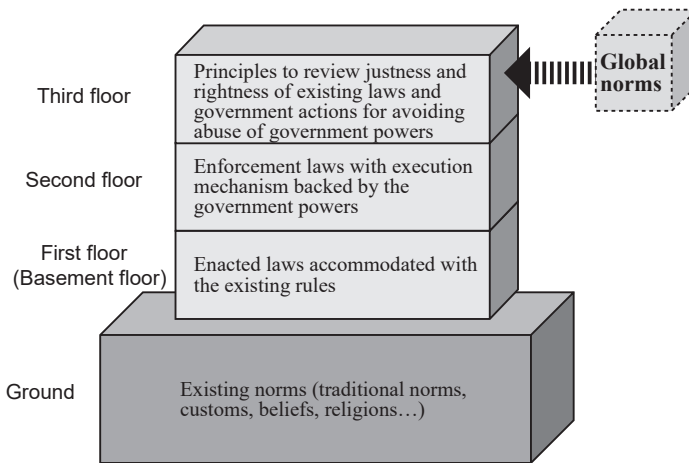 Third floor
Principles to review justness and
rightness of existing laws and
government actions for avoiding
abuse of government powers
Global
norms
Second floor
Enforcement laws with execution
mechanism backed by the
government powers
First floor
(Basement floor)
Enacted laws accommodated with
the existing rules
Ground
Existing norms (traditional norms,
customs, beliefs, religions…)